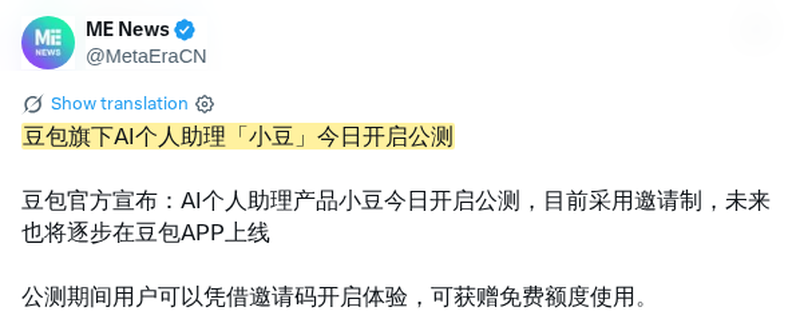 ME NEWS
ME News
@MetaEraCN
Show translation
豆包旗下AI个人助理「小豆」今日开启公测
豆包官方宣布：AI个人助理产品小豆今日开启公测，目前采用邀请制，未来
也将逐步在豆包APP上线
公测期间用户可以凭借邀请码开启体验，可获赠免费额度使用。